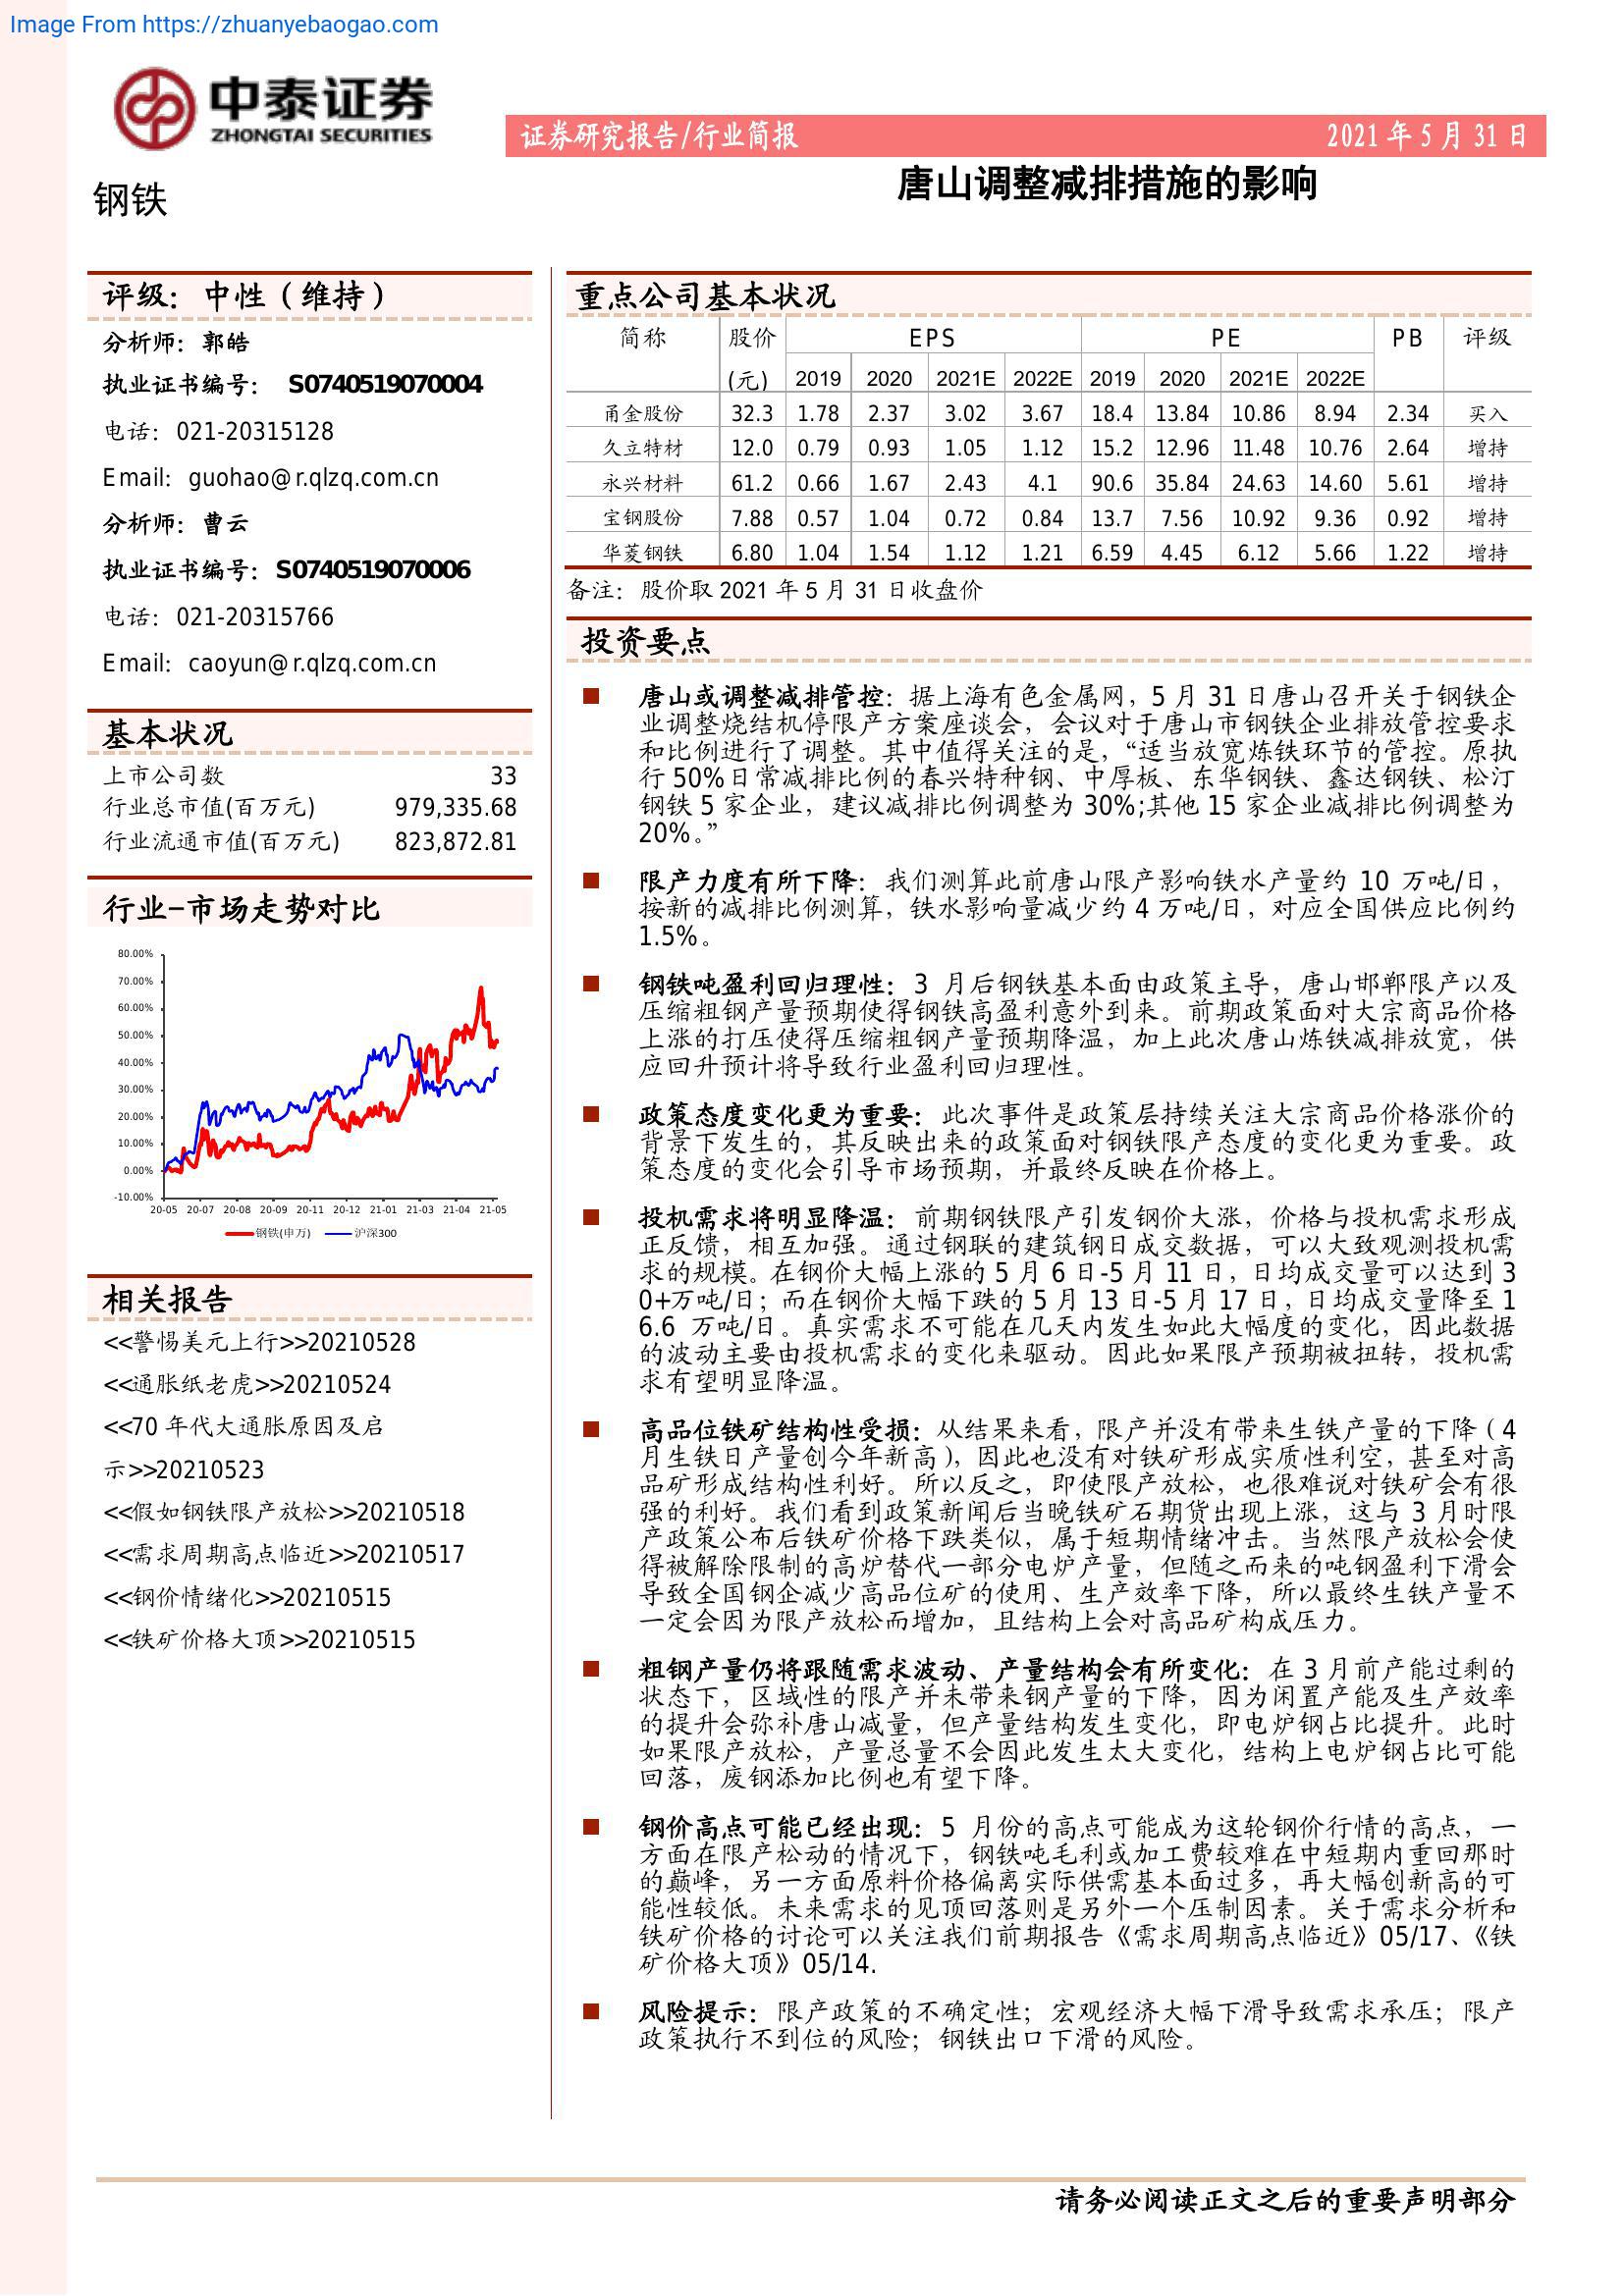 Image From https://zhuanyebaogao.com
中泰证券
ZHONGTAI SECURITIES
证券研究报告/行业简报 2021 年 5 月 31 日
钢铁
唐山调整减排措施的影响
评级：中性（维持）
分析师：郭皓
执业证书编号： S0740519070004
电话：021-20315128
Email：guohao@r.qlzq.com.cn
分析师：曹云
执业证书编号：S0740519070006
电话：021-20315766
Email：caoyun@r.qlzq.com.cn
基本状况
上市公司数 33
行业总市值(百万元) 979,335.68
行业流通市值(百万元) 823,872.81
行业-市场走势对比
80.00%
70.00%
60.00%
50.00%
40.00%
30.00%
20.00%
10.00%
0.00%
-10.00%
20-05 20-07 20-08 20-09 20-11 20-12 21-01 21-03 21-04 21-05
钢铁(申万) 沪深300
相关报告
<<警惕美元上行>>20210528
<<通胀纸老虎>>20210524
<<70 年代大通胀原因及启
示>>20210523
<<假如钢铁限产放松>>20210518
<<需求周期高点临近>>20210517
<<钢价情绪化>>20210515
<<铁矿价格大顶>>20210515
重点公司基本状况
简称 股价 EPS PE PB 评级
(元) 2019 2020 2021E 2022E 2019 2020 2021E 2022E
甬金股份 32.3 1.78 2.37 3.02 3.67 18.4 13.84 10.86 8.94 2.34 买入
久立特材 12.0 0.79 0.93 1.05 1.12 15.2 12.96 11.48 10.76 2.64 增持
永兴材料 61.2 0.66 1.67 2.43 4.1 90.6 35.84 24.63 14.60 5.61 增持
宝钢股份 7.88 0.57 1.04 0.72 0.84 13.7 7.56 10.92 9.36 0.92 增持
华菱钢铁 6.80 1.04 1.54 1.12 1.21 6.59 4.45 6.12 5.66 1.22 增持
备注：股价取 2021 年 5 月 31 日收盘价
投资要点
唐山或调整减排管控：据上海有色金属网，5 月 31 日唐山召开关于钢铁企
业调整烧结机停限产方案座谈会，会议对于唐山市钢铁企业排放管控要求
和比例进行了调整。其中值得关注的是，“适当放宽炼铁环节的管控。原执
行 50%日常减排比例的春兴特种钢、中厚板、东华钢铁、鑫达钢铁、松汀
钢铁 5 家企业，建议减排比例调整为 30%;其他 15 家企业减排比例调整为
20%。”
限产力度有所下降：我们测算此前唐山限产影响铁水产量约 10 万吨/日，
按新的减排比例测算，铁水影响量减少约 4 万吨/日，对应全国供应比例约
1.5%。
钢铁吨盈利回归理性：3 月后钢铁基本面由政策主导，唐山邯郸限产以及
压缩粗钢产量预期使得钢铁高盈利意外到来。前期政策面对大宗商品价格
上涨的打压使得压缩粗钢产量预期降温，加上此次唐山炼铁减排放宽，供
应回升预计将导致行业盈利回归理性。
政策态度变化更为重要：此次事件是政策层持续关注大宗商品价格涨价的
背景下发生的，其反映出来的政策面对钢铁限产态度的变化更为重要。政
策态度的变化会引导市场预期，并最终反映在价格上。
投机需求将明显降温：前期钢铁限产引发钢价大涨，价格与投机需求形成
正反馈，相互加强。通过钢联的建筑钢日成交数据，可以大致观测投机需
求的规模。在钢价大幅上涨的 5 月 6 日-5 月 11 日，日均成交量可以达到 3
0+万吨/日；而在钢价大幅下跌的 5 月 13 日-5 月 17 日，日均成交量降至 1
6.6 万吨/日。真实需求不可能在几天内发生如此大幅度的变化，因此数据
的波动主要由投机需求的变化来驱动。因此如果限产预期被扭转，投机需
求有望明显降温。
高品位铁矿结构性受损：从结果来看，限产并没有带来生铁产量的下降（4
月生铁日产量创今年新高），因此也没有对铁矿形成实质性利空，甚至对高
品矿形成结构性利好。所以反之，即使限产放松，也很难说对铁矿会有很
强的利好。我们看到政策新闻后当晚铁矿石期货出现上涨，这与 3 月时限
产政策公布后铁矿价格下跌类似，属于短期情绪冲击。当然限产放松会使
得被解除限制的高炉替代一部分电炉产量，但随之而来的吨钢盈利下滑会
导致全国钢企减少高品位矿的使用、生产效率下降，所以最终生铁产量不
一定会因为限产放松而增加，且结构上会对高品矿构成压力。
粗钢产量仍将跟随需求波动、产量结构会有所变化：在 3 月前产能过剩的
状态下，区域性的限产并未带来钢产量的下降，因为闲置产能及生产效率
的提升会弥补唐山减量，但产量结构发生变化，即电炉钢占比提升。此时
如果限产放松，产量总量不会因此发生太大变化，结构上电炉钢占比可能
回落，废钢添加比例也有望下降。
钢价高点可能已经出现：5 月份的高点可能成为这轮钢价行情的高点，一
方面在限产松动的情况下，钢铁吨毛利或加工费较难在中短期内重回那时
的巅峰，另一方面原料价格偏离实际供需基本面过多，再大幅创新高的可
能性较低。未来需求的见顶回落则是另外一个压制因素。关于需求分析和
铁矿价格的讨论可以关注我们前期报告《需求周期高点临近》05/17、《铁
矿价格大顶》05/14.
风险提示：限产政策的不确定性；宏观经济大幅下滑导致需求承压；限产
政策执行不到位的风险；钢铁出口下滑的风险。
请务必阅读正文之后的重要声明部分